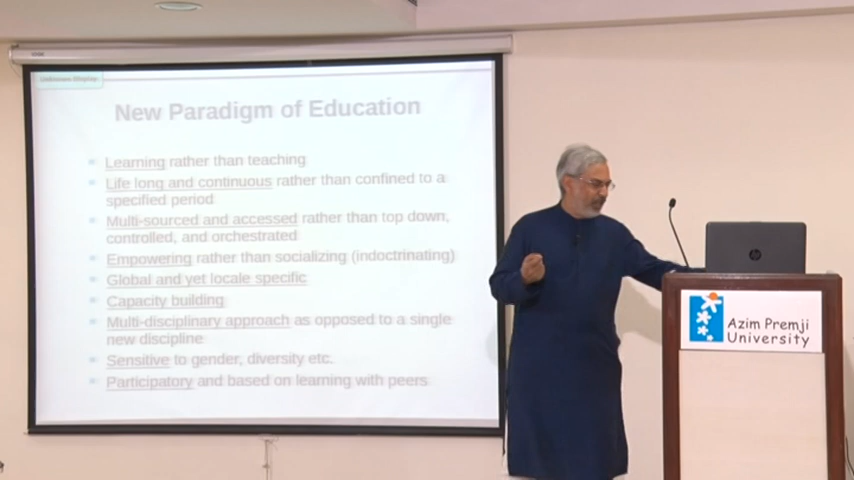 New Paradigm of Education
Learning rather than teaching
Life long and continuous rather than confined to a
specified period
Multi-sourced and accessed rather than top down,
controlled, and orchestrated
Empowering rather than socializing (indoctrinating)
Global and yet locale specific
Capacity building
Multi-disciplinary approach as opposed to a single
new discipline
Sensitive to gender, diversity etc.
Participatory and based on learning with peers
hp
Azim Premji
University